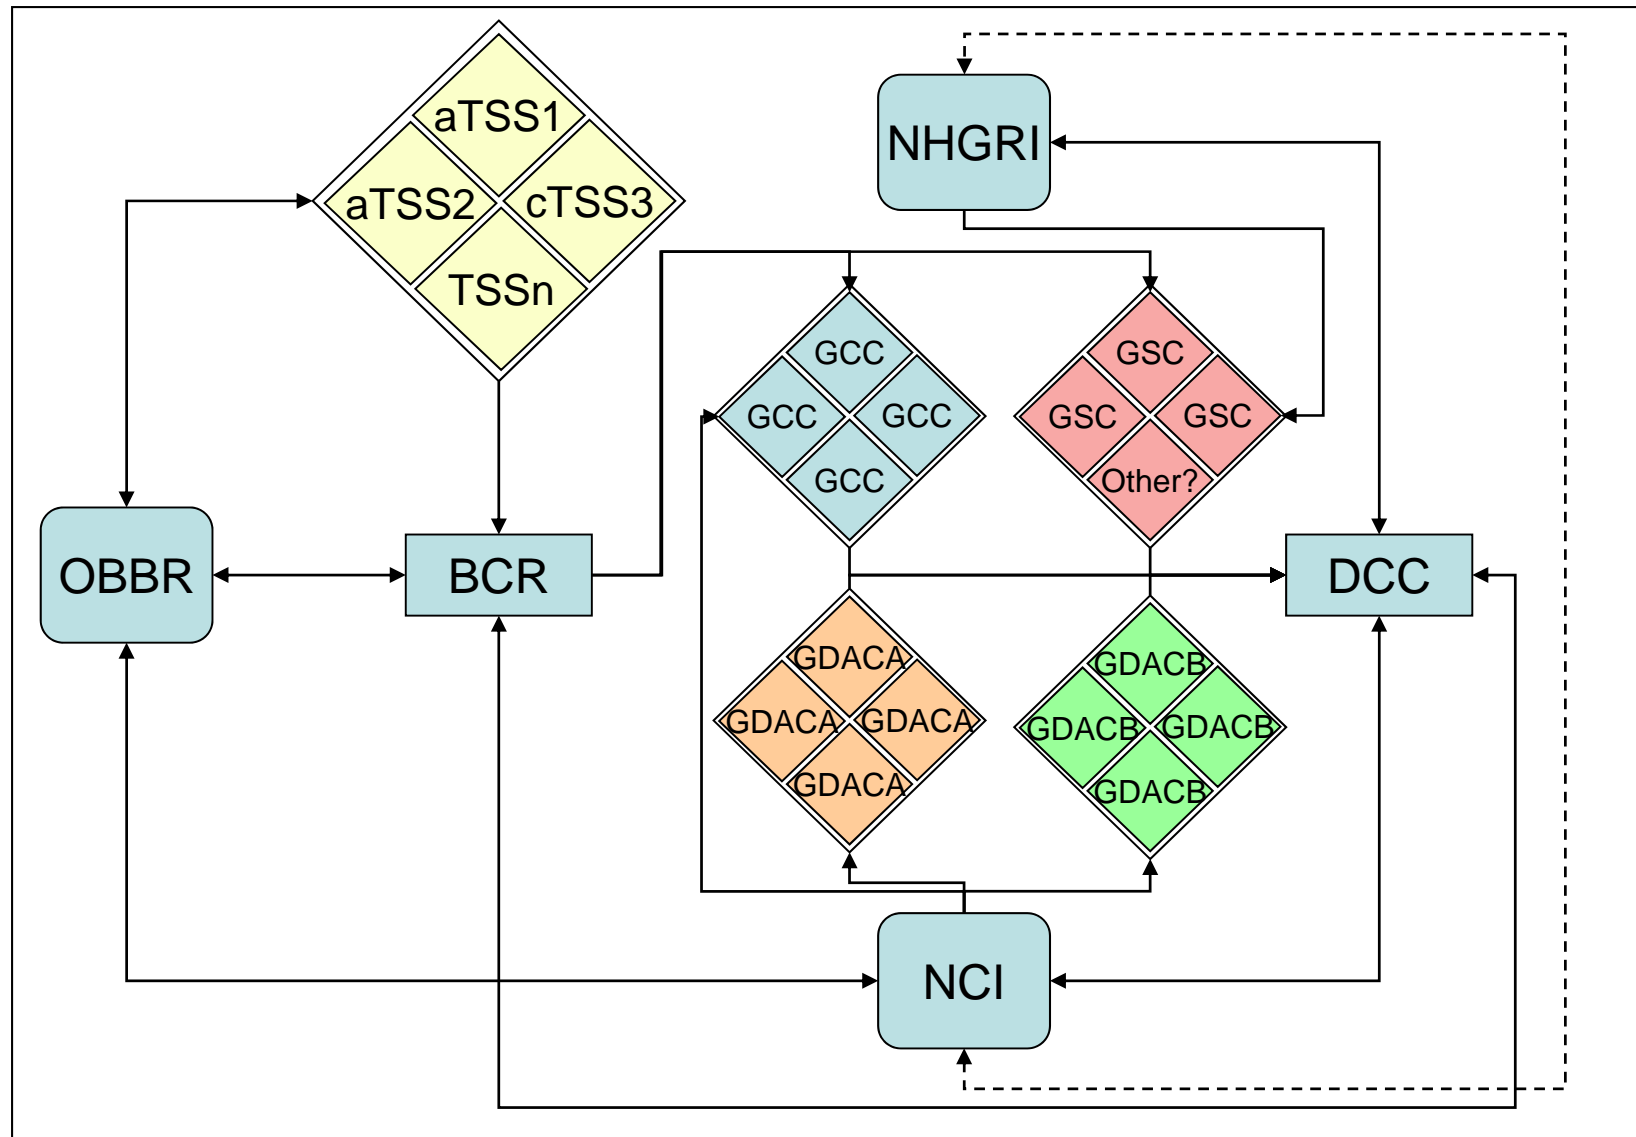 aTSS1
NHGRI
aTSS2
cTSS3
TSSn
GCC
GSC
GCC
GCC
GSC
GSC
GCC
Other?
OBBR
BCR
DCC
GDACA
GDACB
GDACA
GDACA
GDACB
GDACB
GDACA
GDACB
NCI